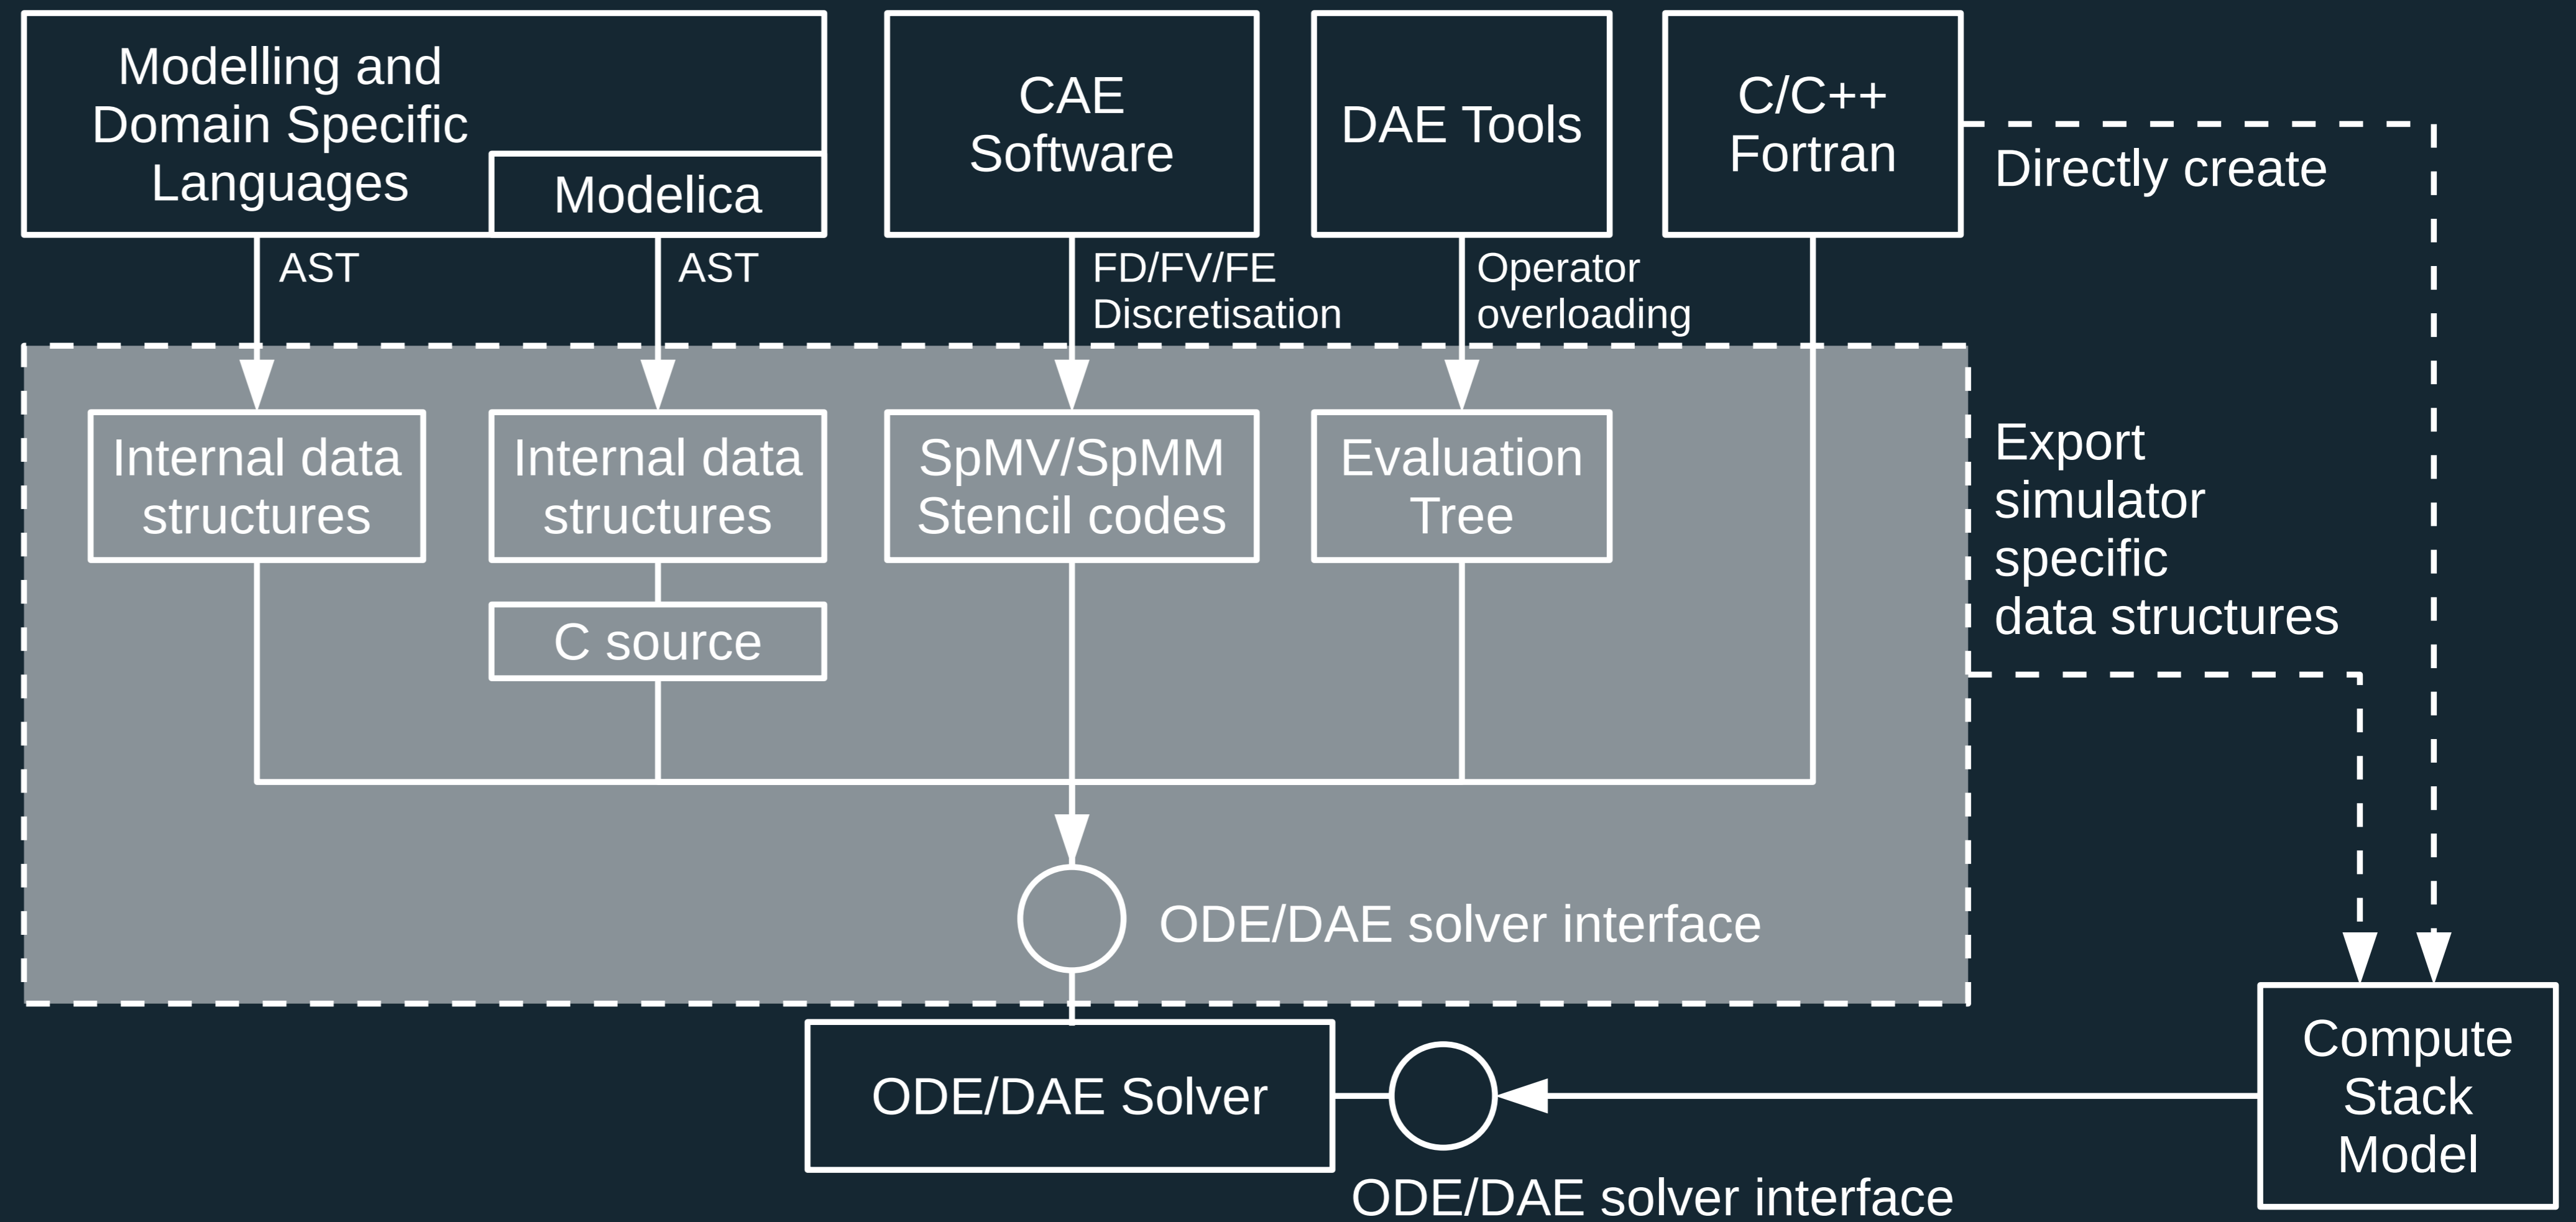 Modelling and
Domain Specific
Languages
Modelica
CAE
Software
DAE Tools
C/C++
Fortran
Directly create
AST
AST
FD/FV/FE
Discretisation
Operator
overloading
Internal data
structures
Internal data
structures
SpMV/SpMM
Stencil codes
Evaluation
Tree
Export
simulator
specific
data structures
C source
ODE/DAE solver interface
ODE/DAE Solver
Compute
Stack
Model
ODE/DAE solver interface